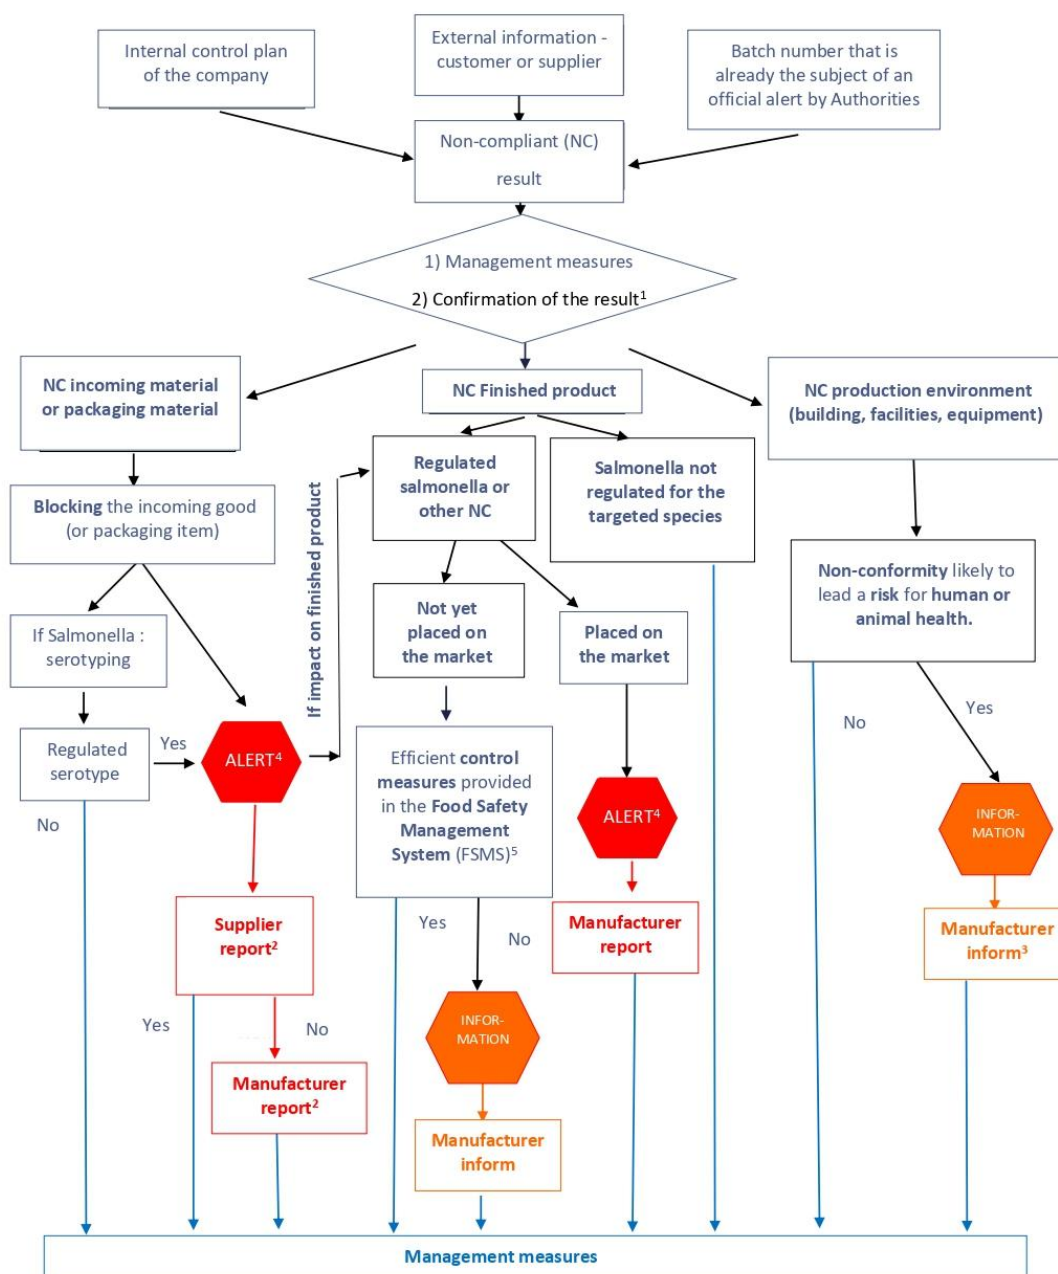 Internal control plan
of the company
External information -
customer or supplier
Batch number that is
already the subject of an
official alert by Authorities
Non-compliant (NC)
result
1) Management measures
2) Confirmation of the result¹
NC incoming material
or packaging material
NC Finished product
NC production environment
(building, facilities, equipment)
Blocking the incoming good
(or packaging item)
If impact on finished product
Regulated
salmonella or
other NC
Salmonella not
regulated for the
targeted species
Non-conformity likely to
lead a risk for human or
animal health.
If Salmonella :
serotyping
Not yet
placed on
the market
Placed on
the market
Regulated
serotype
Yes
ALERT⁴
No
Efficient control
measures provided
in the Food Safety
Management
System (FSMS)⁵
ALERT⁴
No
Yes
INFOR-
MATION
Supplier
report²
Yes
No
Manufacturer
report
Manufacturer
inform³
Yes
No
INFOR-
MATION
Manufacturer
report²
Manufacturer
inform
Management measures